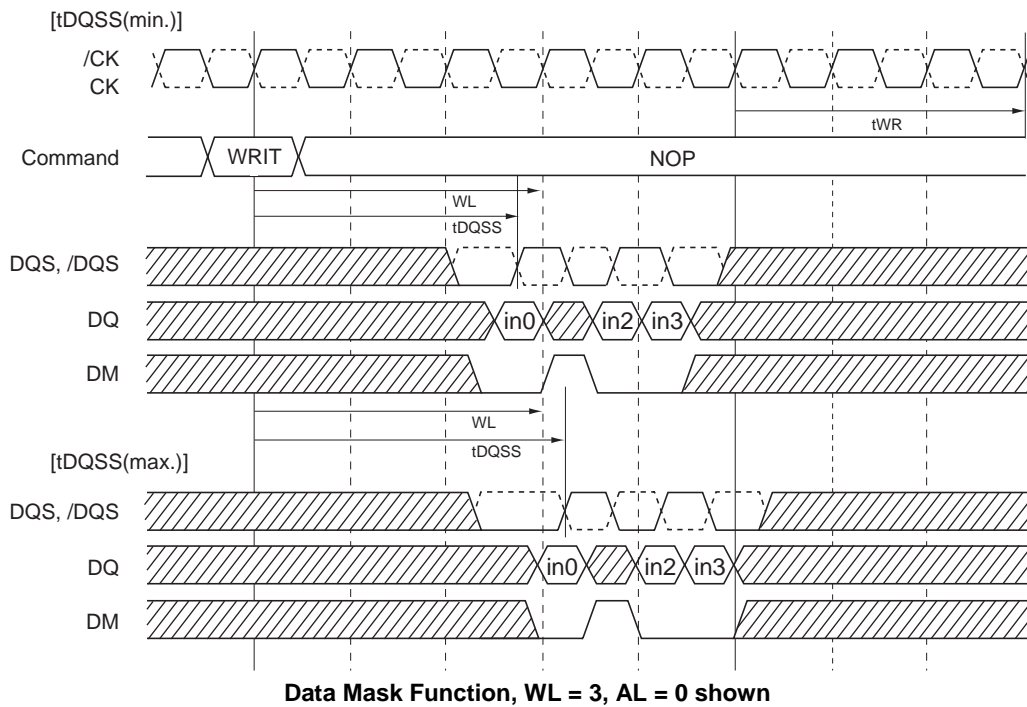 [tDQSS(min.)]
/CK
CK
tWR
Command
WRIT
NOP
WL
tDQSS
DQS, /DQS
DQ
in0
in2
in3
DM
WL
tDQSS
[tDQSS(max.)]
DQS, /DQS
DQ
in0
in2
in3
DM
Data Mask Function, WL = 3, AL = 0 shown